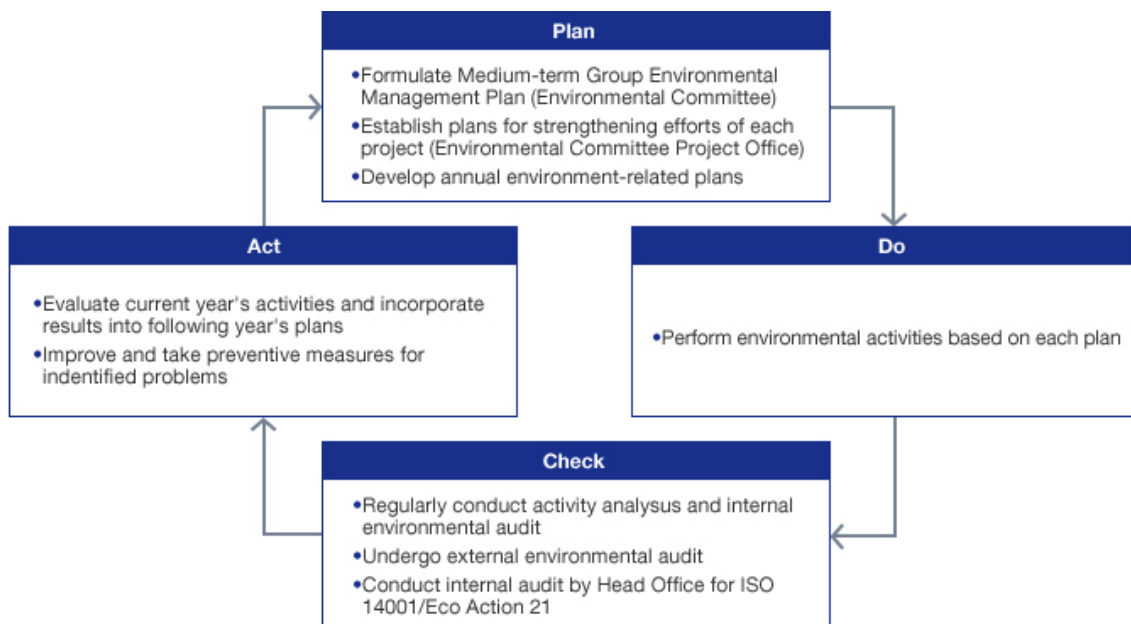 Plan
•Formulate Medium-term Group Environmental
Management Plan (Environmental Committee)
•Establish plans for strengthening efforts of each
project (Environmental Committee Project Office)
•Develop annual environment-related plans
Act
•Evaluate current year's activities and incorporate
results into following year's plans
•Improve and take preventive measures for
indentified problems
Do
•Perform environmental activities based on each plan
Check
•Regularly conduct activity analysus and internal
environmental audit
•Undergo external environmental audit
•Conduct internal audit by Head Office for ISO
14001/Eco Action 21